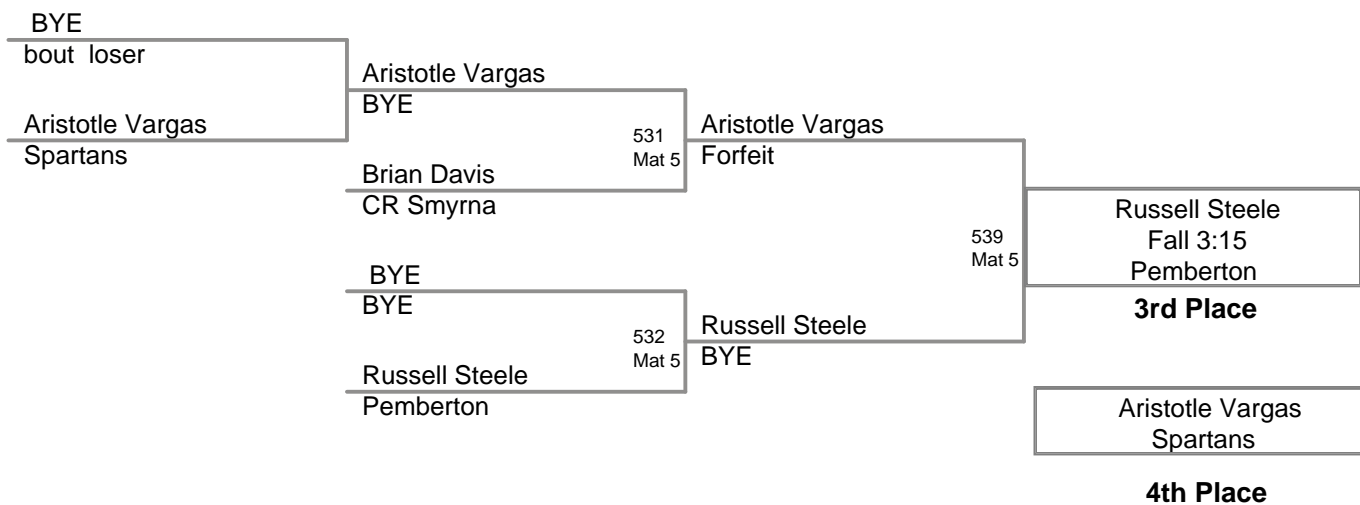 BYE
bout loser
Aristotle Vargas
Spartans
Aristotle Vargas
BYE
Brian Davis
CR Smyrna
531
Mat 5
BYE
BYE
Russell Steele
Pemberton
532
Mat 5
Aristotle Vargas
Forfeit
Russell Steele
BYE
539
Mat 5
Russell Steele
Fall 3:15
Pemberton
3rd Place
Aristotle Vargas
Spartans
4th Place